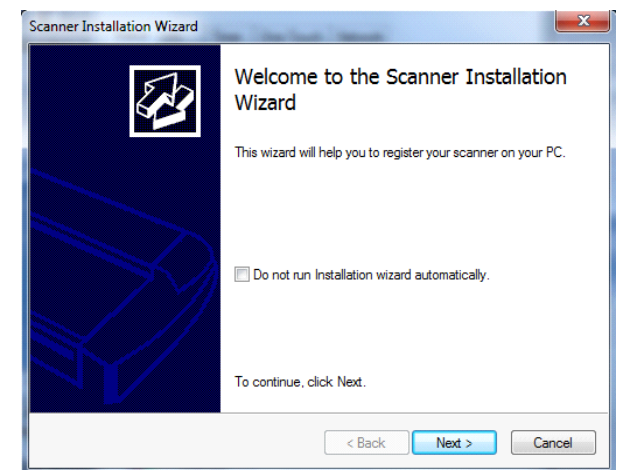 Scanner Installation Wizard
Welcome to the Scanner Installation
Wizard
This wizard will help you to register your scanner on your PC.
Do not run Installation wizard automatically.
To continue, click Next.
< Back Next > Cancel